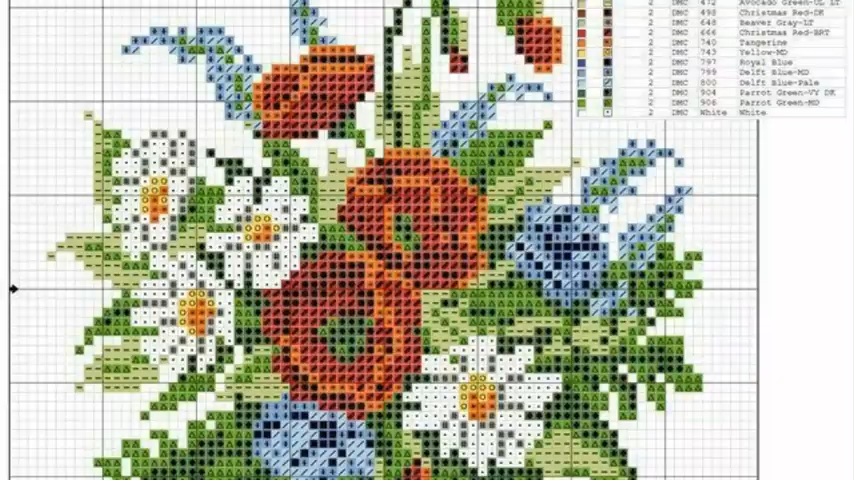 2 DMC 472 Avocado Green-UL LT
2 DMC 498 Christmas Red-DK
2 DMC 648 Beaver Gray-LT
2 DMC 666 Christmas Red-BRT
2 DMC 740 Tangerine
2 DMC 743 Yellow-MD
2 DMC 797 Royal Blue
2 DMC 799 Delft Blue-MD
2 DMC 800 Delft Blue-Pale
2 DMC 904 Parrot Green-VY DK
2 DMC 906 Parrot Green-MD
2 DMC White White